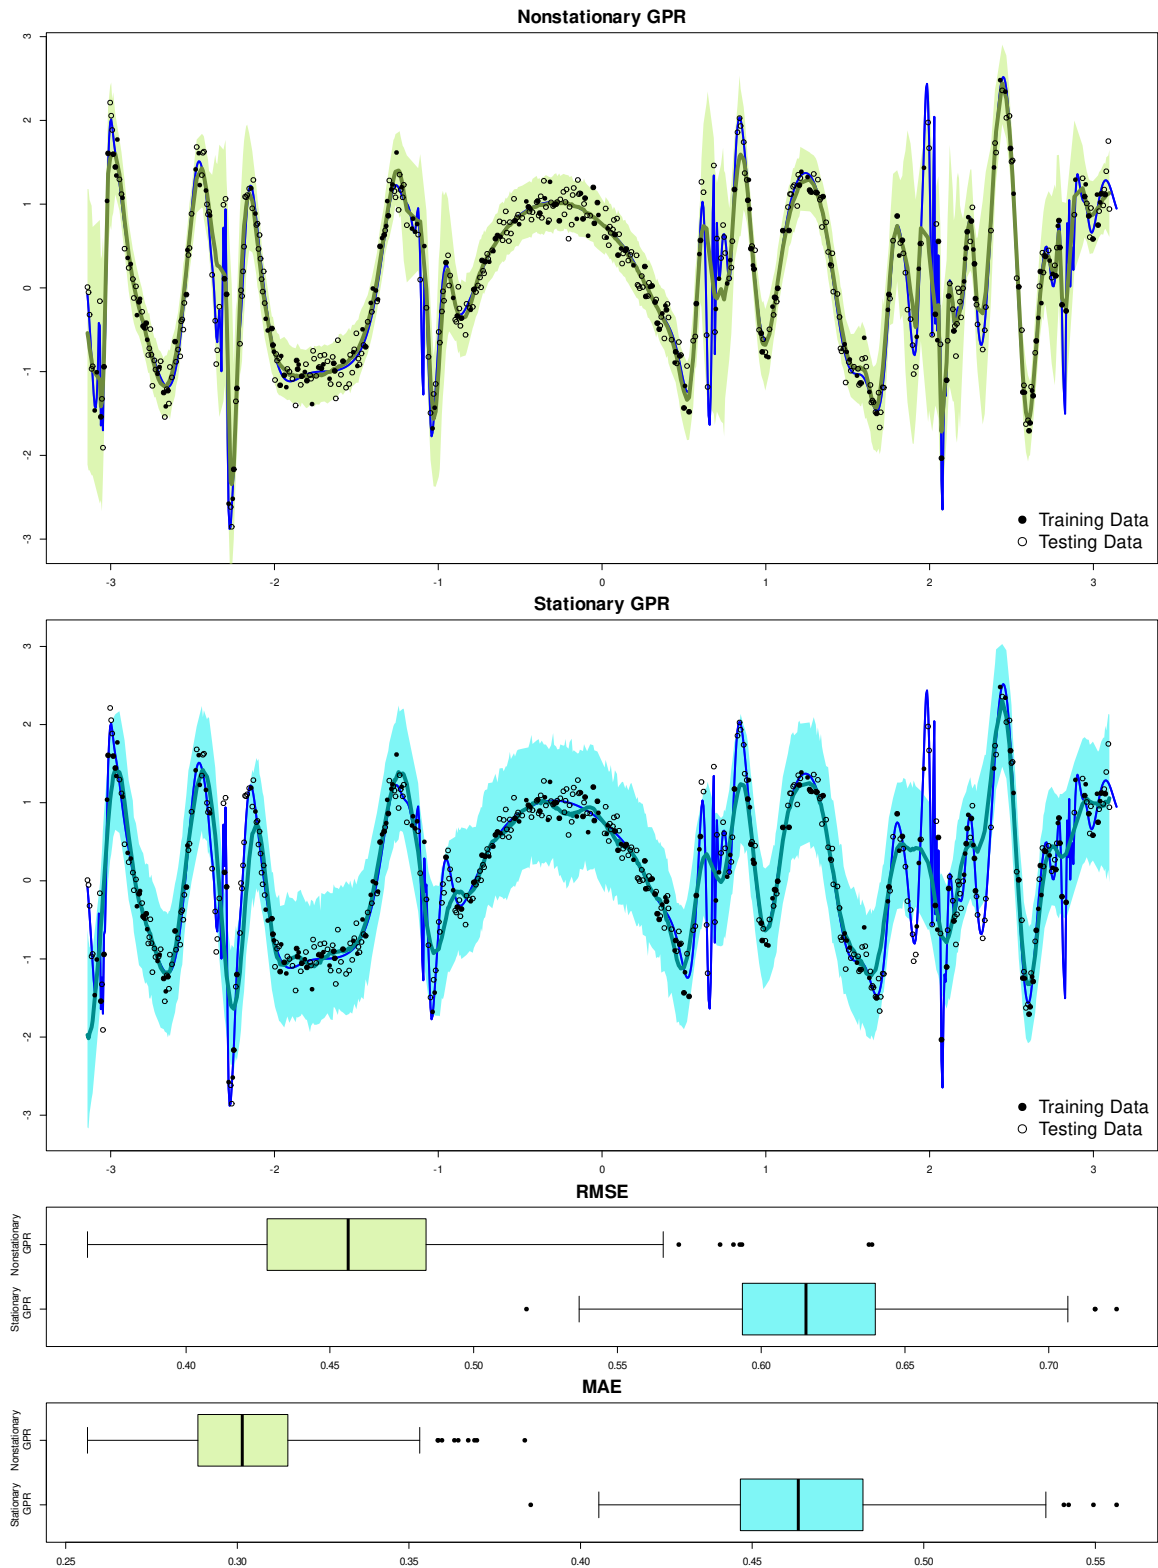 Nonstationary GPR
3
2
1
0
-1
-2
-3
Training Data
Testing Data
-3 -2 -1 0 1 2 3
Stationary GPR
3
2
1
0
-1
-2
-3
Training Data
Testing Data
-3 -2 -1 0 1 2 3
RMSE
Nonstationary
GPR
Stationary
GPR
0.40 0.45 0.50 0.55 0.60 0.65 0.70
MAE
Nonstationary
GPR
Stationary
GPR
0.25 0.30 0.35 0.40 0.45 0.50 0.55